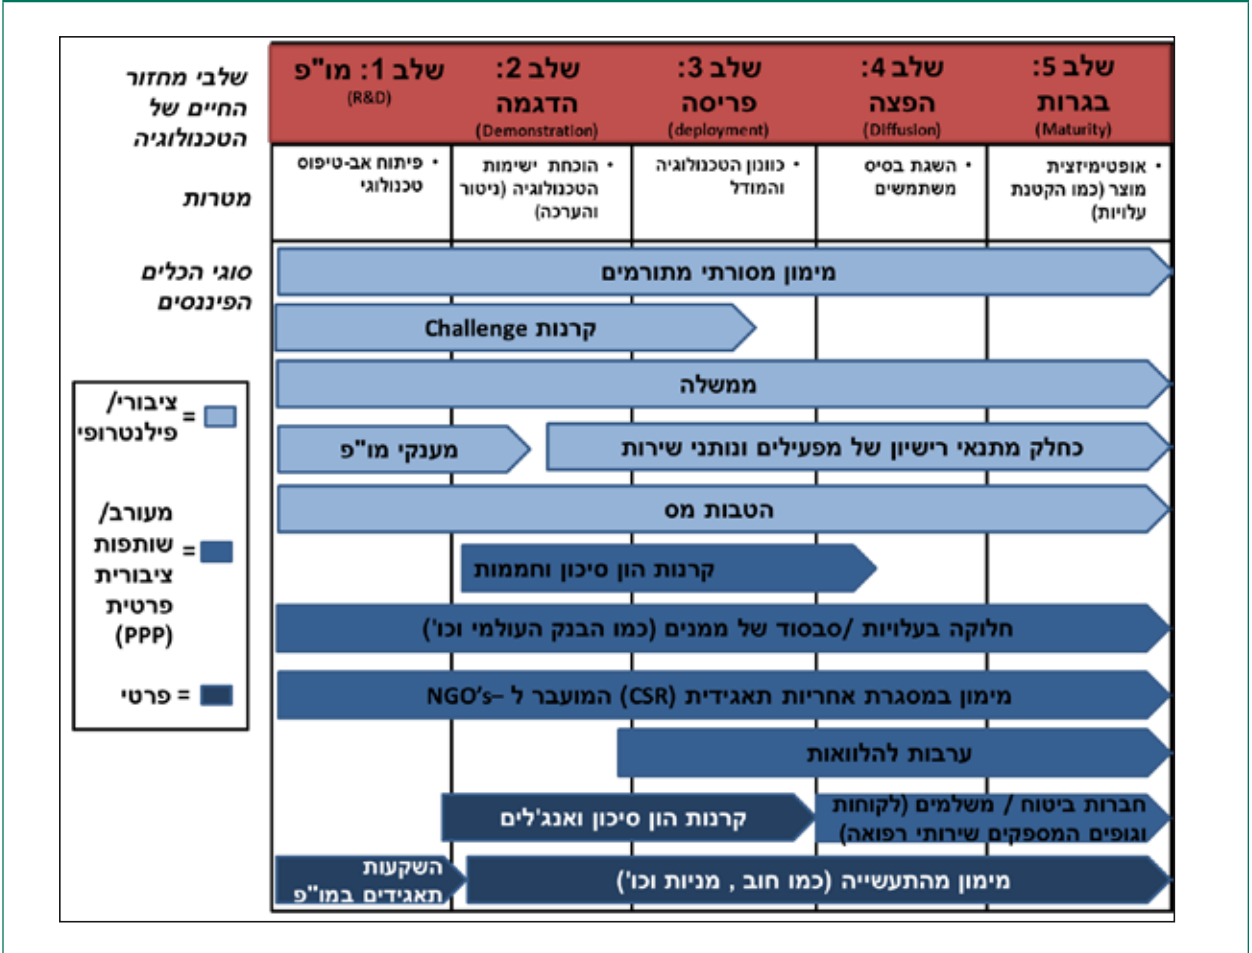 שלבי מחזור
החיים של
הטכנולוגיה
שלב 1: מו"פ
(R&D)
שלב 2:
הדגמה
(Demonstration)
שלב 3:
פריסה
(deployment)
שלב 4:
הפצה
(Diffusion)
שלב 5:
בגרות
(Maturity)
מטרות
• פיתוח אב-טיפוס
טכנולוגי
• הוכחת ישימות
הטכנולוגיה (ניטור
והערכה)
• כוונון הטכנולוגיה
והמודל
• השגת בסיס
משתמשים
• אופטימיזצית
מוצר (כמו הקטנת
עלויות)
סוגי הכלים
הפיננסים
מימון מסורתי מתורמים
קרנות Challenge
ממשלה
מענקי מו"פ
כחלק מתנאי רישיון של מפעילים ונותני שירות
הטבות מס
קרנות הון סיכון וחממות
חלוקה בעלויות /סבסוד של ממנים (כמו הבנק העולמי וכו')
מימון במסגרת אחריות תאגידית (CSR) המועבר ל –NGO's
ערבות להלוואות
קרנות הון סיכון ואנג'לים
חברות ביטוח / משלמים (לקוחות
וגופים המספקים שירותי רפואה)
השקעות
תאגידים במו"פ
מימון מהתעשייה (כמו חוב , מניות וכו')
= ציבורי/
פילנטרופי
מעורב/
= שותפות
ציבורית
פרטית
(PPP)
= פרטי